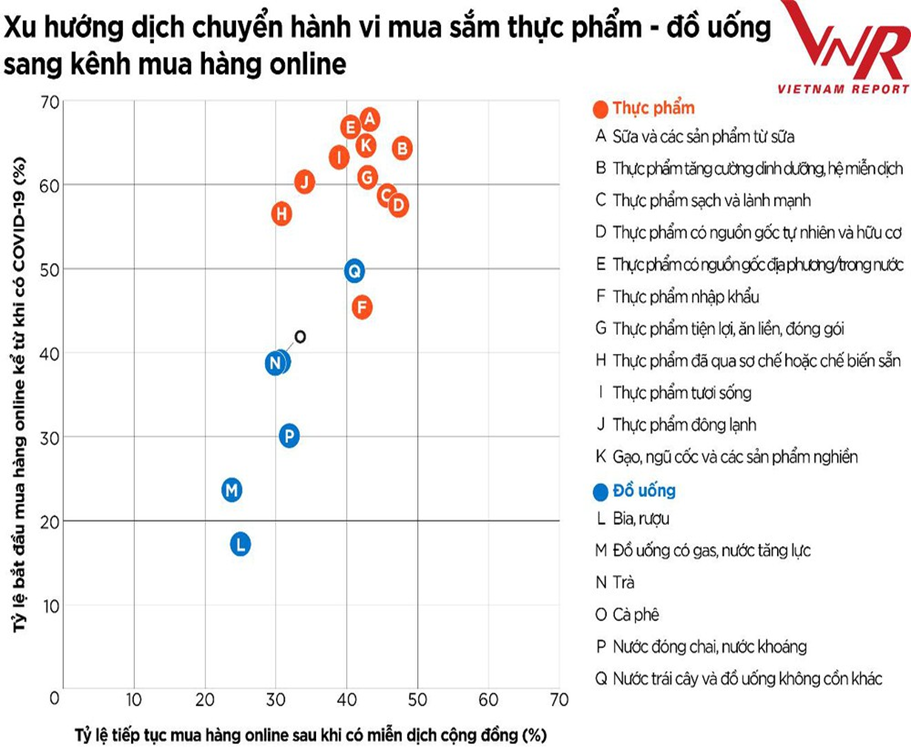 Xu hướng dịch chuyển hành vi mua sắm thực phẩm - đồ uống
sang kênh mua hàng online
VNR
VIETNAM REPORT
Tỷ lệ bắt đầu mua hàng online kể từ khi có COVID-19 (%)
70
60
50
40
30
20
10
0
10
20
30
40
50
60
70
Tỷ lệ tiếp tục mua hàng online sau khi có miễn dịch cộng đồng (%)
A
E
K
B
I
G
J
C
D
H
Q
F
O
N
P
M
L
Thực phẩm
A Sữa và các sản phẩm từ sữa
B Thực phẩm tăng cường dinh dưỡng, hệ miễn dịch
C Thực phẩm sạch và lành mạnh
D Thực phẩm có nguồn gốc tự nhiên và hữu cơ
E Thực phẩm có nguồn gốc địa phương/trong nước
F Thực phẩm nhập khẩu
G Thực phẩm tiện lợi, ăn liền, đóng gói
H Thực phẩm đã qua sơ chế hoặc chế biến sẵn
I Thực phẩm tươi sống
J Thực phẩm đông lạnh
K Gạo, ngũ cốc và các sản phẩm nghiền
Đồ uống
L Bia, rượu
M Đồ uống có gas, nước tăng lực
N Trà
O Cà phê
P Nước đóng chai, nước khoáng
Q Nước trái cây và đồ uống không cồn khác